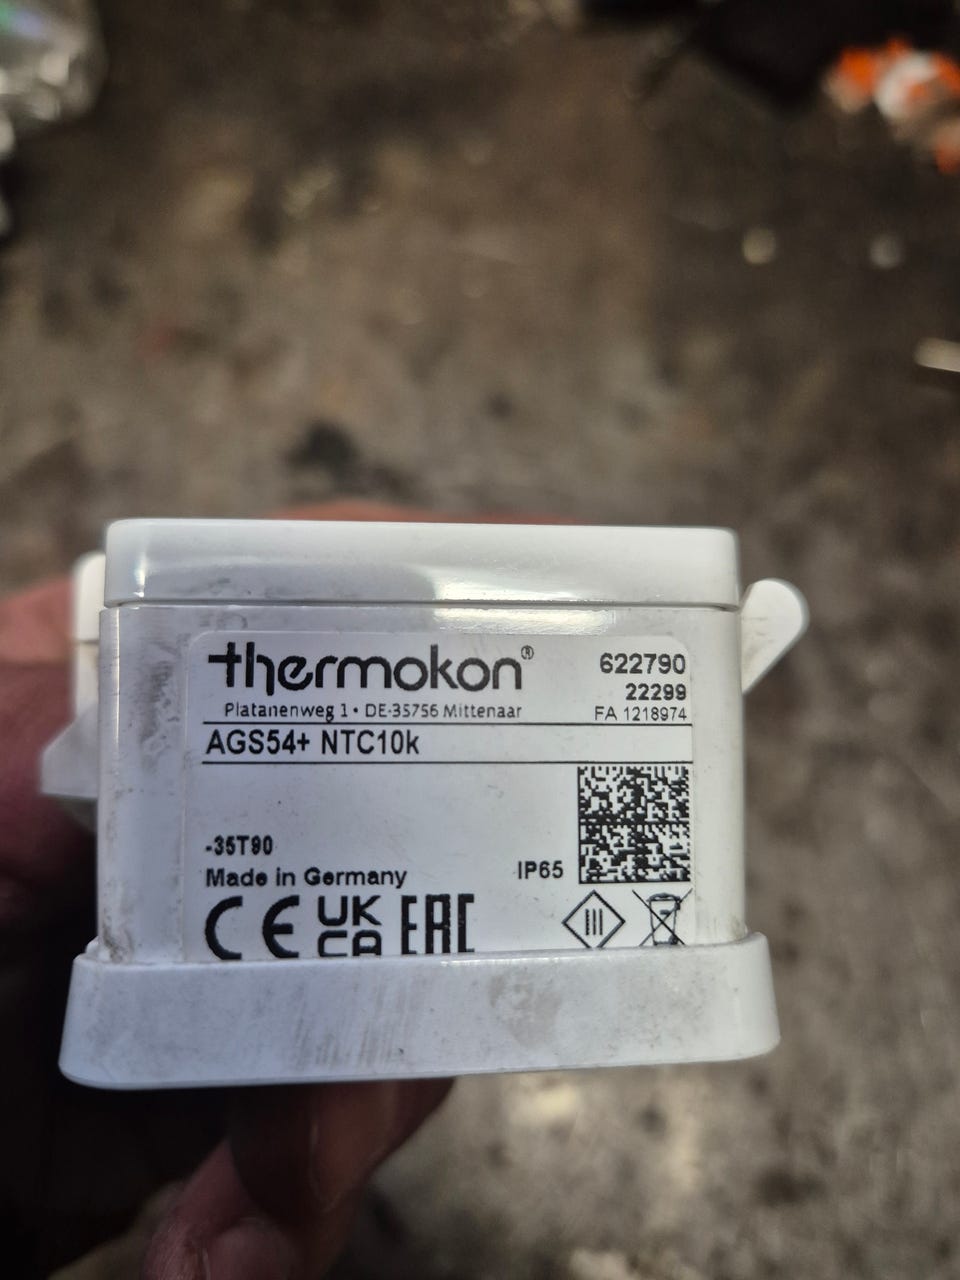 thermokon®
Platanenweg 1 • DE-35756 Mittenaar
622790
22299
FA 1218974
AGS54+ NTC10k
-35T90
Made in Germany
IP65
CE UK CA EAC
III